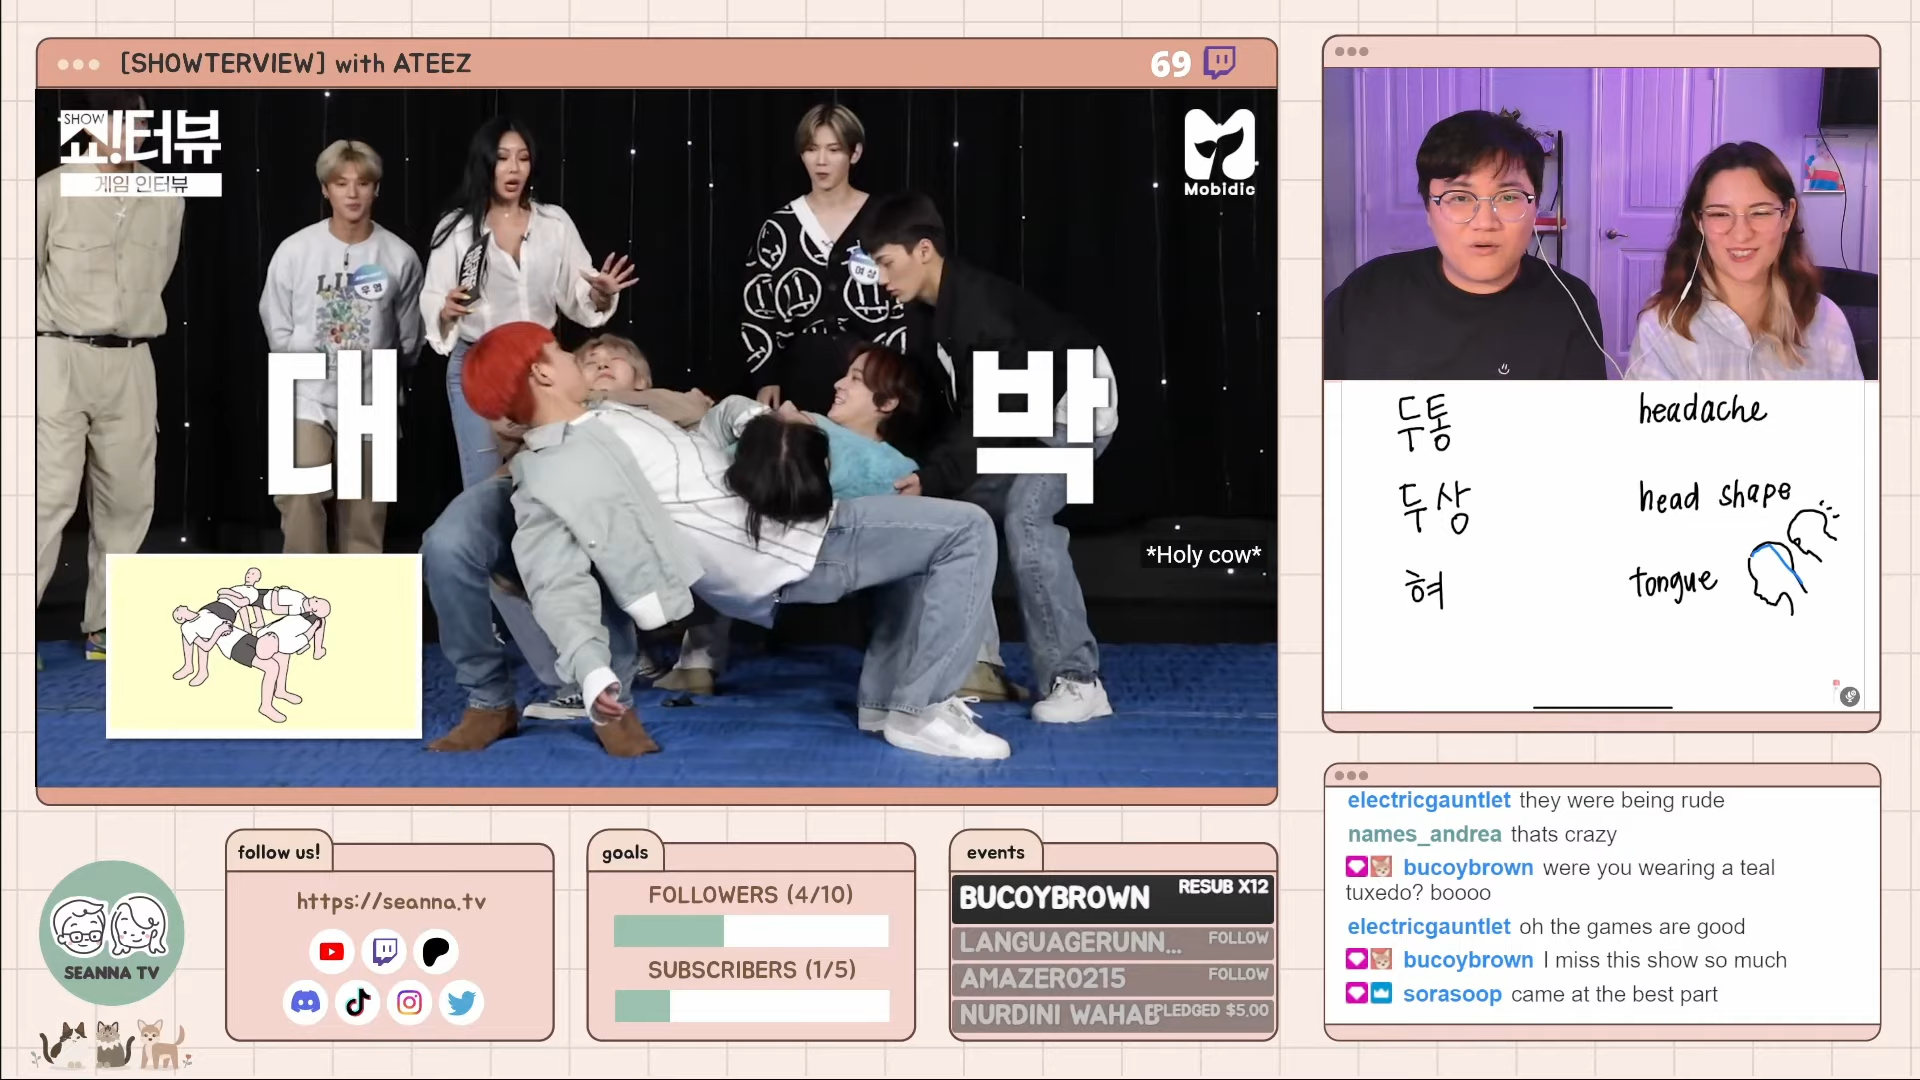 [SHOWTERVIEW] with ATEEZ
69
SHOW
쇼!터뷰
게임 인터뷰
Mobidic
우영
여상
대 박
*Holy cow*
두통 headache
두상 head shape
혀 tongue
follow us!
https://seanna.tv
SEANNA TV
goals
FOLLOWERS (4/10)
SUBSCRIBERS (1/5)
events
BUCOYBROWN RESUB X12
LANGUAGERUNN... FOLLOW
AMAZER0215 FOLLOW
NURDINI WAHAB PLEDGED $5.00
electricgauntlet they were being rude
names_andrea thats crazy
bucoybrown were you wearing a teal
tuxedo? boooo
electricgauntlet oh the games are good
bucoybrown I miss this show so much
sorasoop came at the best part